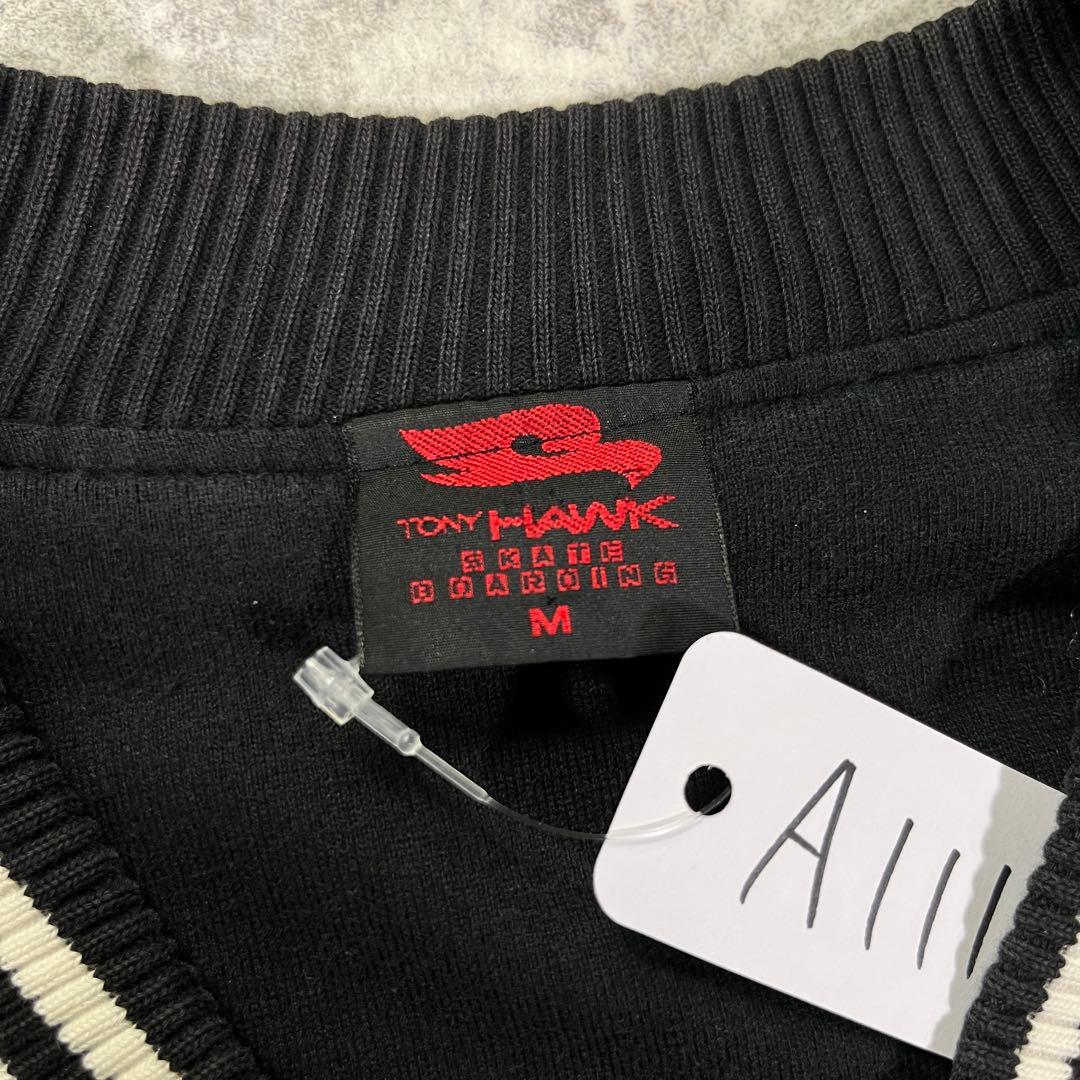 TONY HAWK
SKATE
BOARDING
M
A111